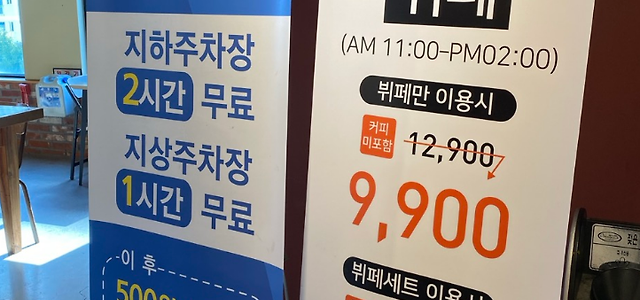 지하주차장
2시간 무료
지상주차장
1시간 무료
이 후
뷔페
(AM 11:00-PM02:00)
뷔페만 이용시
커피
미포함
12,900
9,900
뷔페세트 이용시